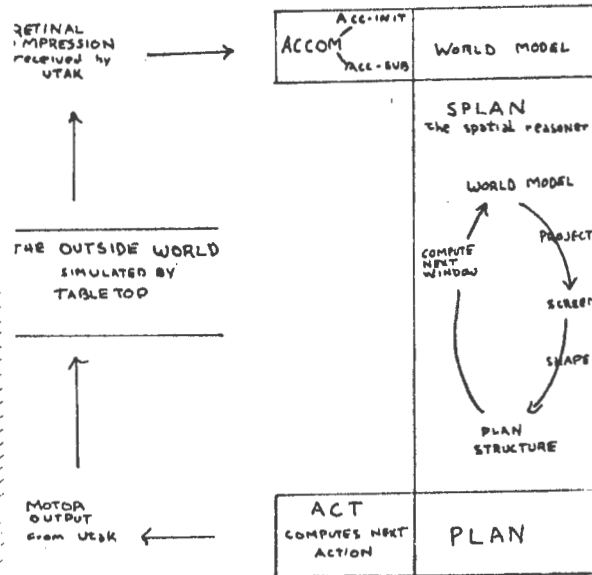 RETINAL
IMPRESSION
received by
UTAK
ACCOM
ACC-INIT
ACC-SUB
WORLD MODEL
SPLAN
the spatial reasoner
WORLD MODEL
PROJECT
COMPUTE
NEXT
WINDOW
SCREEN
SHAPE
PLAN
STRUCTURE
THE OUTSIDE WORLD
SIMULATED BY
TABLETOP
MOTOR
OUTPUT
from Utak
ACT
COMPUTES NEXT
ACTION
PLAN